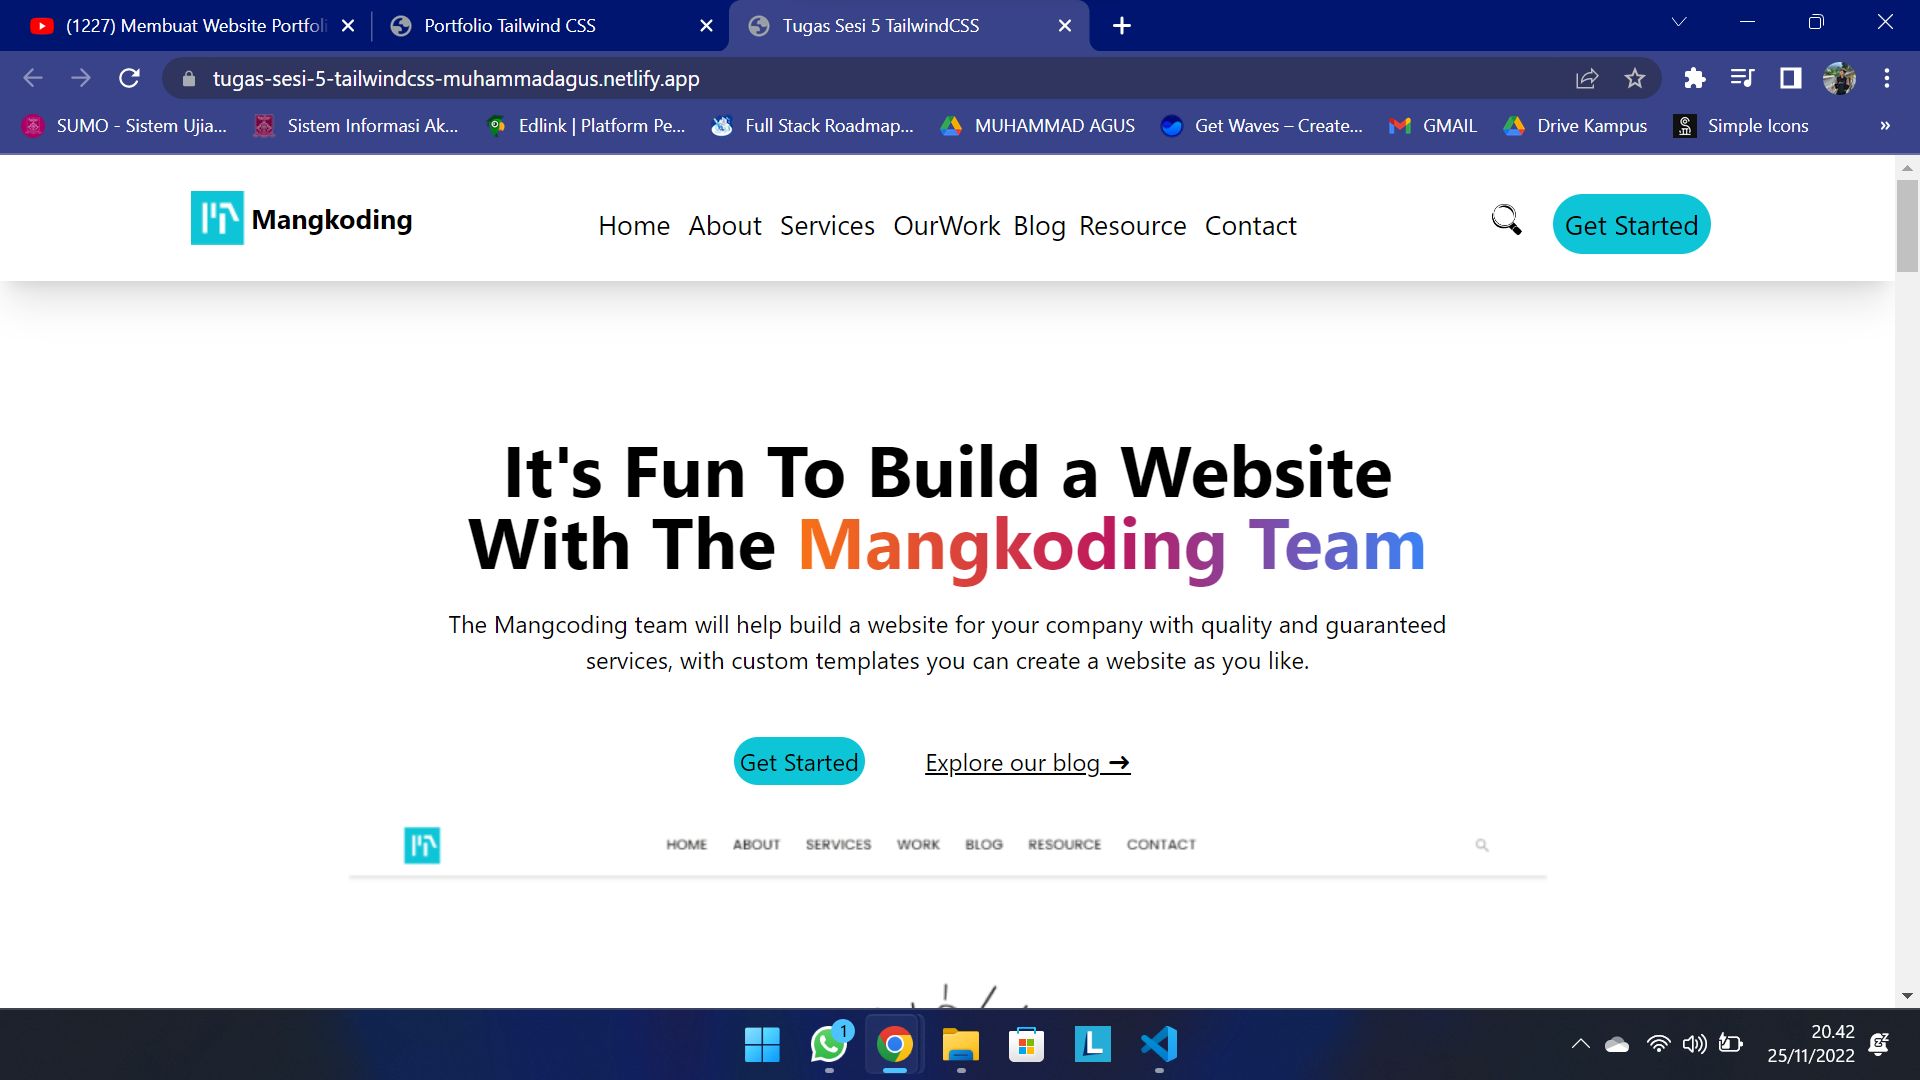 (1227) Membuat Website Portfoli
Portfolio Tailwind CSS
Tugas Sesi 5 TailwindCSS
tugas-sesi-5-tailwindcss-muhammadagus.netlify.app
SUMO - Sistem Ujia...
Sistem Informasi Ak...
Edlink | Platform Pe...
Full Stack Roadmap...
MUHAMMAD AGUS
Get Waves – Create...
GMAIL
Drive Kampus
Simple Icons
»
Mangkoding
Home About Services OurWork Blog Resource Contact
Get Started
It's Fun To Build a Website
With The Mangkoding Team
The Mangcoding team will help build a website for your company with quality and guaranteed
services, with custom templates you can create a website as you like.
Get Started
Explore our blog ➔
HOME ABOUT SERVICES WORK BLOG RESOURCE CONTACT
1
L
20.42
25/11/2022